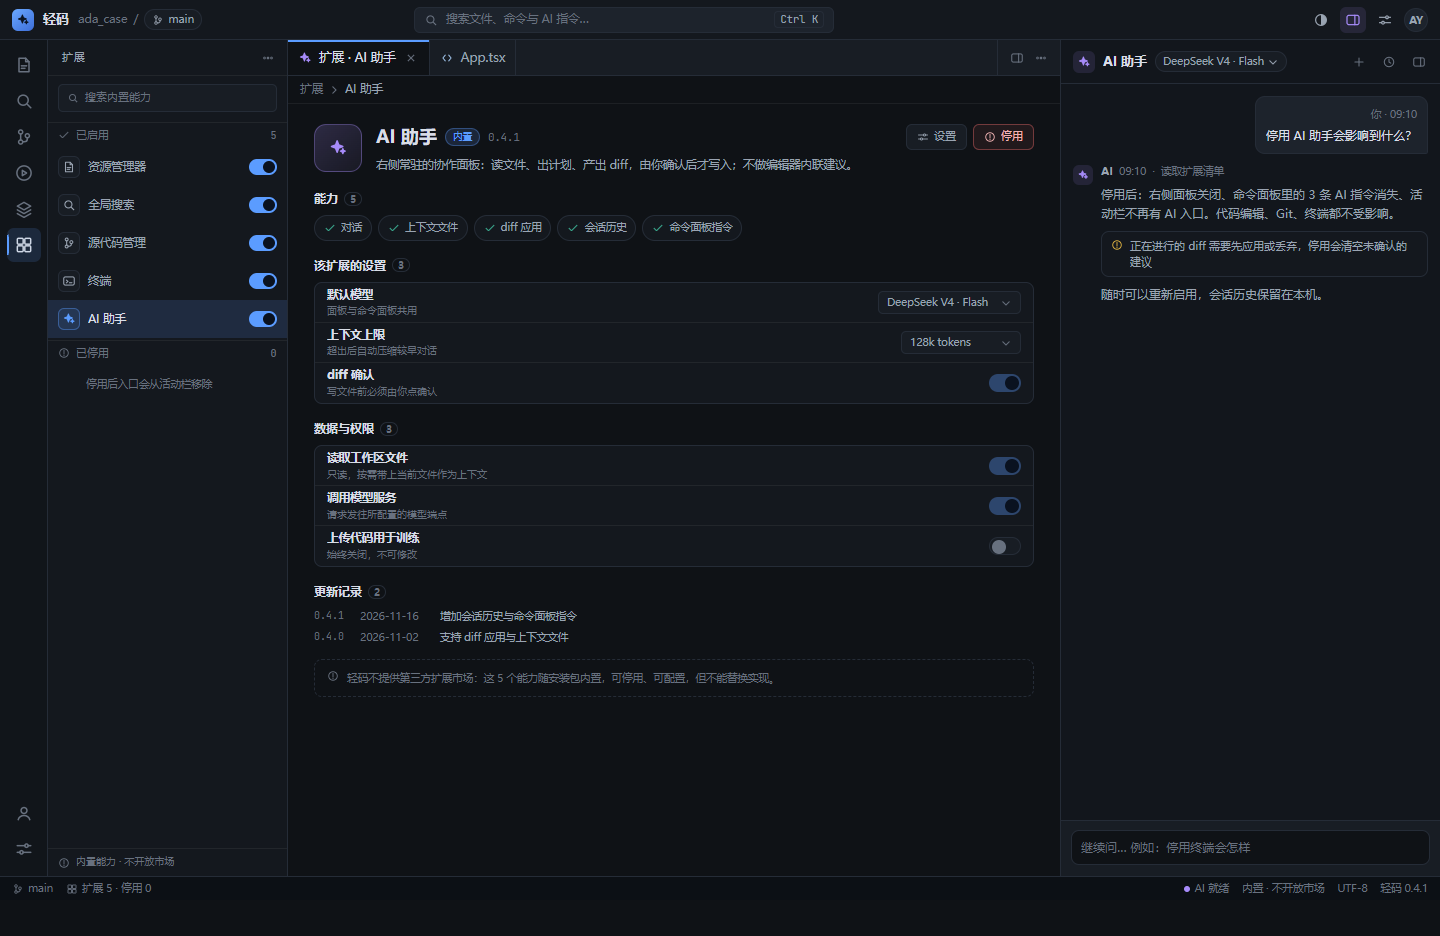 轻码 ada_case / main 搜索文件、命令与 AI 指令... Ctrl K AY
扩展
搜索内置能力
已启用 5
资源管理器
全局搜索
源代码管理
终端
AI 助手
已停用 0
停用后入口会从活动栏移除
内置能力 · 不开放市场
扩展 · AI 助手 App.tsx
扩展 > AI 助手
AI 助手 内置 0.4.1 设置 停用
右侧常驻的协作面板：读文件、出计划、产出 diff，由你确认后才写入；不做编辑器内联建议。
能力 5
对话 上下文文件 diff 应用 会话历史 命令面板指令
该扩展的设置 3
默认模型
面板与命令面板共用
DeepSeek V4 · Flash
上下文上限
超出后自动压缩较早对话
128k tokens
diff 确认
写文件前必须由你点确认
数据与权限 3
读取工作区文件
只读，按需带上当前文件作为上下文
调用模型服务
请求发往所配置的模型端点
上传代码用于训练
始终关闭，不可修改
更新记录 2
0.4.1 2026-11-16 增加会话历史与命令面板指令
0.4.0 2026-11-02 支持 diff 应用与上下文文件
轻码不提供第三方扩展市场：这 5 个能力随安装包内置，可停用、可配置，但不能替换实现。
AI 助手 DeepSeek V4 · Flash
你 · 09:10
停用 AI 助手会影响到什么？
AI 09:10 · 读取扩展清单
停用后：右侧面板关闭、命令面板里的 3 条 AI 指令消失、活
动栏不再有 AI 入口。代码编辑、Git、终端都不受影响。
正在进行的 diff 需要先应用或丢弃，停用会清空未确认的
建议
随时可以重新启用，会话历史保留在本机。
继续问... 例如：停用终端会怎样
main 扩展 5 · 停用 0 AI 就绪 内置 · 不开放市场 UTF-8 轻码 0.4.1